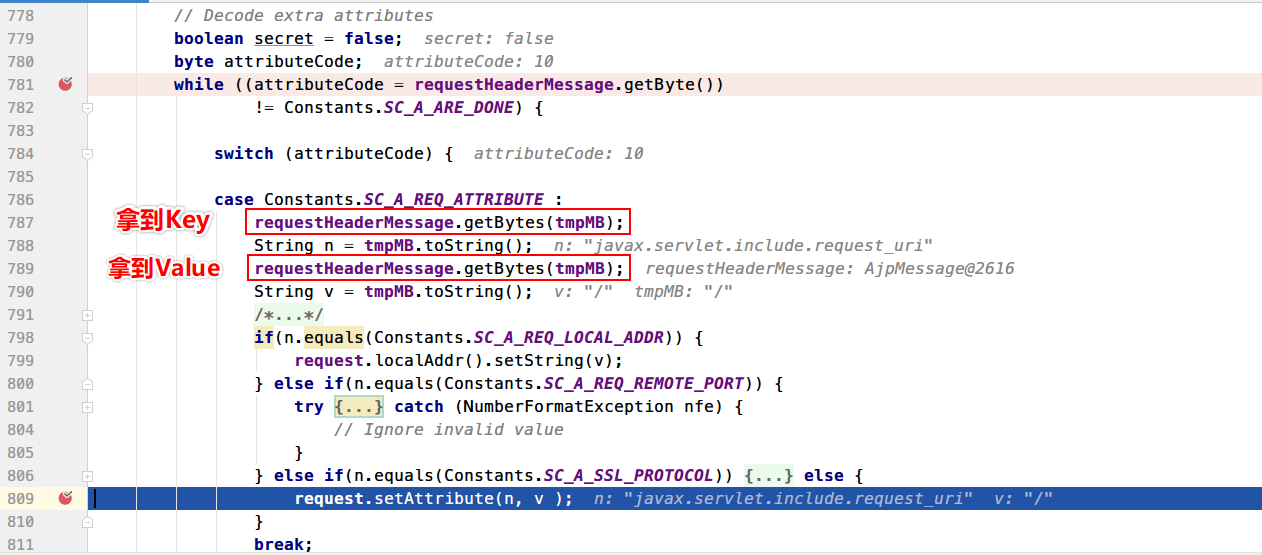 778 // Decode extra attributes
779 boolean secret = false; secret: false
780 byte attributeCode; attributeCode: 10
781 while ((attributeCode = requestHeaderMessage.getByte())
782 != Constants.SC_A_ARE_DONE) {
783
784 switch (attributeCode) { attributeCode: 10
785
786 case Constants.SC_A_REQ_ATTRIBUTE :
拿到Key
787 requestHeaderMessage.getBytes(tmpMB);
788 String n = tmpMB.toString(); n: "javax.servlet.include.request_uri"
拿到Value
789 requestHeaderMessage.getBytes(tmpMB); requestHeaderMessage: AjpMessage@2616
790 String v = tmpMB.toString(); v: "/" tmpMB: "/"
791 /*...*/
798 if(n.equals(Constants.SC_A_REQ_LOCAL_ADDR)) {
799 request.localAddr().setString(v);
800 } else if(n.equals(Constants.SC_A_REQ_REMOTE_PORT)) {
801 try {...} catch (NumberFormatException nfe) {
804 // Ignore invalid value
805 }
806 } else if(n.equals(Constants.SC_A_SSL_PROTOCOL)) {...} else {
809 request.setAttribute(n, v ); n: "javax.servlet.include.request_uri" v: "/"
810 }
811 break;